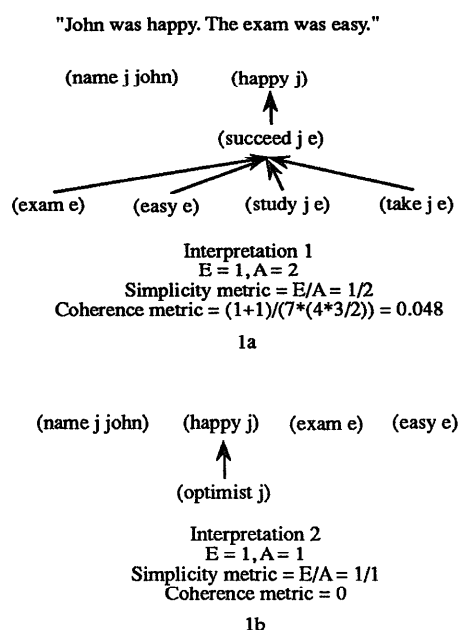 "John was happy. The exam was easy."
(name j john) (happy j)
(succeed j e)
(exam e) (easy e) (study j e) (take j e)
Interpretation 1
E = 1, A = 2
Simplicity metric = E/A = 1/2
Coherence metric = (1+1)/(7*(4*3/2)) = 0.048
1a
(name j john) (happy j) (exam e) (easy e)
(optimist j)
Interpretation 2
E = 1, A = 1
Simplicity metric = E/A = 1/1
Coherence metric = 0
1b